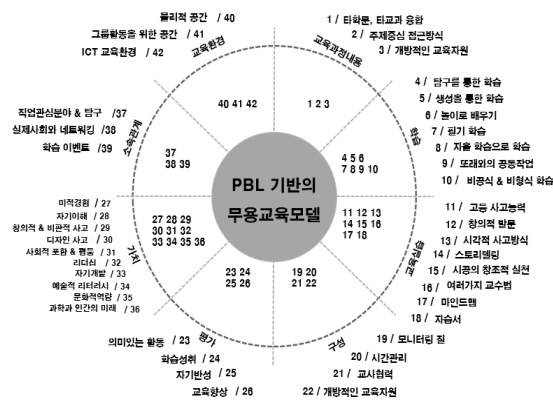 물리적 공간 / 40
그룹활동을 위한 공간 / 41
ICT 교육환경 / 42
교육환경
1 / 타학문, 타교과 융합
2 / 주제중심 접근방식
3 / 개방적인 교육자원
교육과정내용
4 / 탐구를 통한 학습
5 / 생성을 통한 학습
6 / 놀이로 배우기
7 / 필기 학습
8 / 자율 학습으로 학습
9 / 또래와의 공동작업
10 / 비공식 & 비형식 학습
학습
직업관심분야 & 탐구 / 37
실제사회와 네트워킹 / 38
학습 이벤트 / 39
소속관계
40 41 42
1 2 3
37
38 39
4 5 6
7 8 9 10
PBL 기반의
무용교육모델
27 28 29
30 31 32
33 34 35 36
11 12 13
14 15 16
17 18
23 24
25 26
19 20
21 22
미적경험 / 27
자기이해 / 28
창의적 & 비판적 사고 / 29
디자인 사고 / 30
사회적 포함 & 평등 / 31
리더십 / 32
자기개발 / 33
예술적 리터러시 / 34
문화적역량 / 35
과학과 인간의 미래 / 36
가치
11 / 고등 사고능력
12 / 창의적 발문
13 / 시각적 사고방식
14 / 스토리텔링
15 / 시공의 창조적 실천
16 / 여러가지 교수법
17 / 마인드맵
18 / 자습서
교육실습
평가
의미있는 활동 / 23
학습성취 / 24
자기반성 / 25
교육향상 / 26
구성
19 / 모니터링 질
20 / 시간관리
21 / 교사협력
22 / 개방적인 교육자원